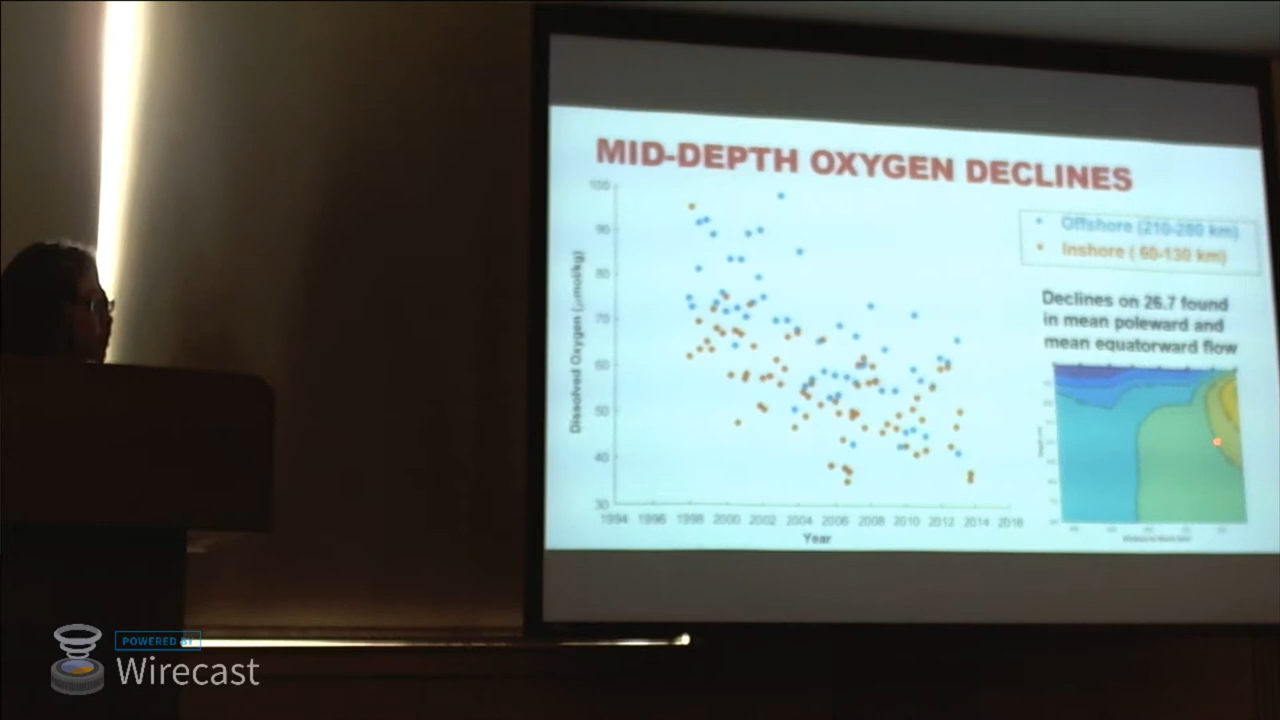 MID-DEPTH OXYGEN DECLINES
100
90
80
70
60
50
40
30
Dissolved Oxygen (μmol/kg)
1994 1996 1998 2000 2002 2004 2006 2008 2010 2012 2014 2016
Year
Offshore (210-280 km)
Inshore ( 60-130 km)
Declines on 26.7 found
in mean poleward and
mean equatorward flow
POWERED BY
Wirecast